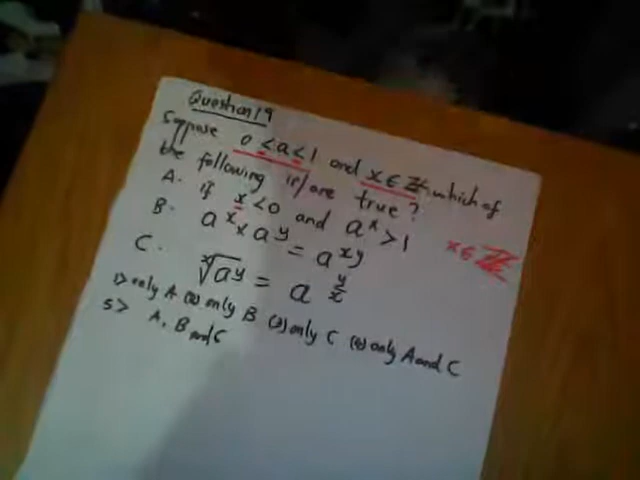 Question 19
Suppose 0 < a < 1 and x ∈ ℤ which of
the following is/are true?
A. if x < 0 and a^x > 1
B. a^x × a^y = a^xy
x ∈ ℤ
C. ˣ√a^y = a^(y/x)
1> only A (2) only B (3) only C (4) only A and C
5> A, B and C